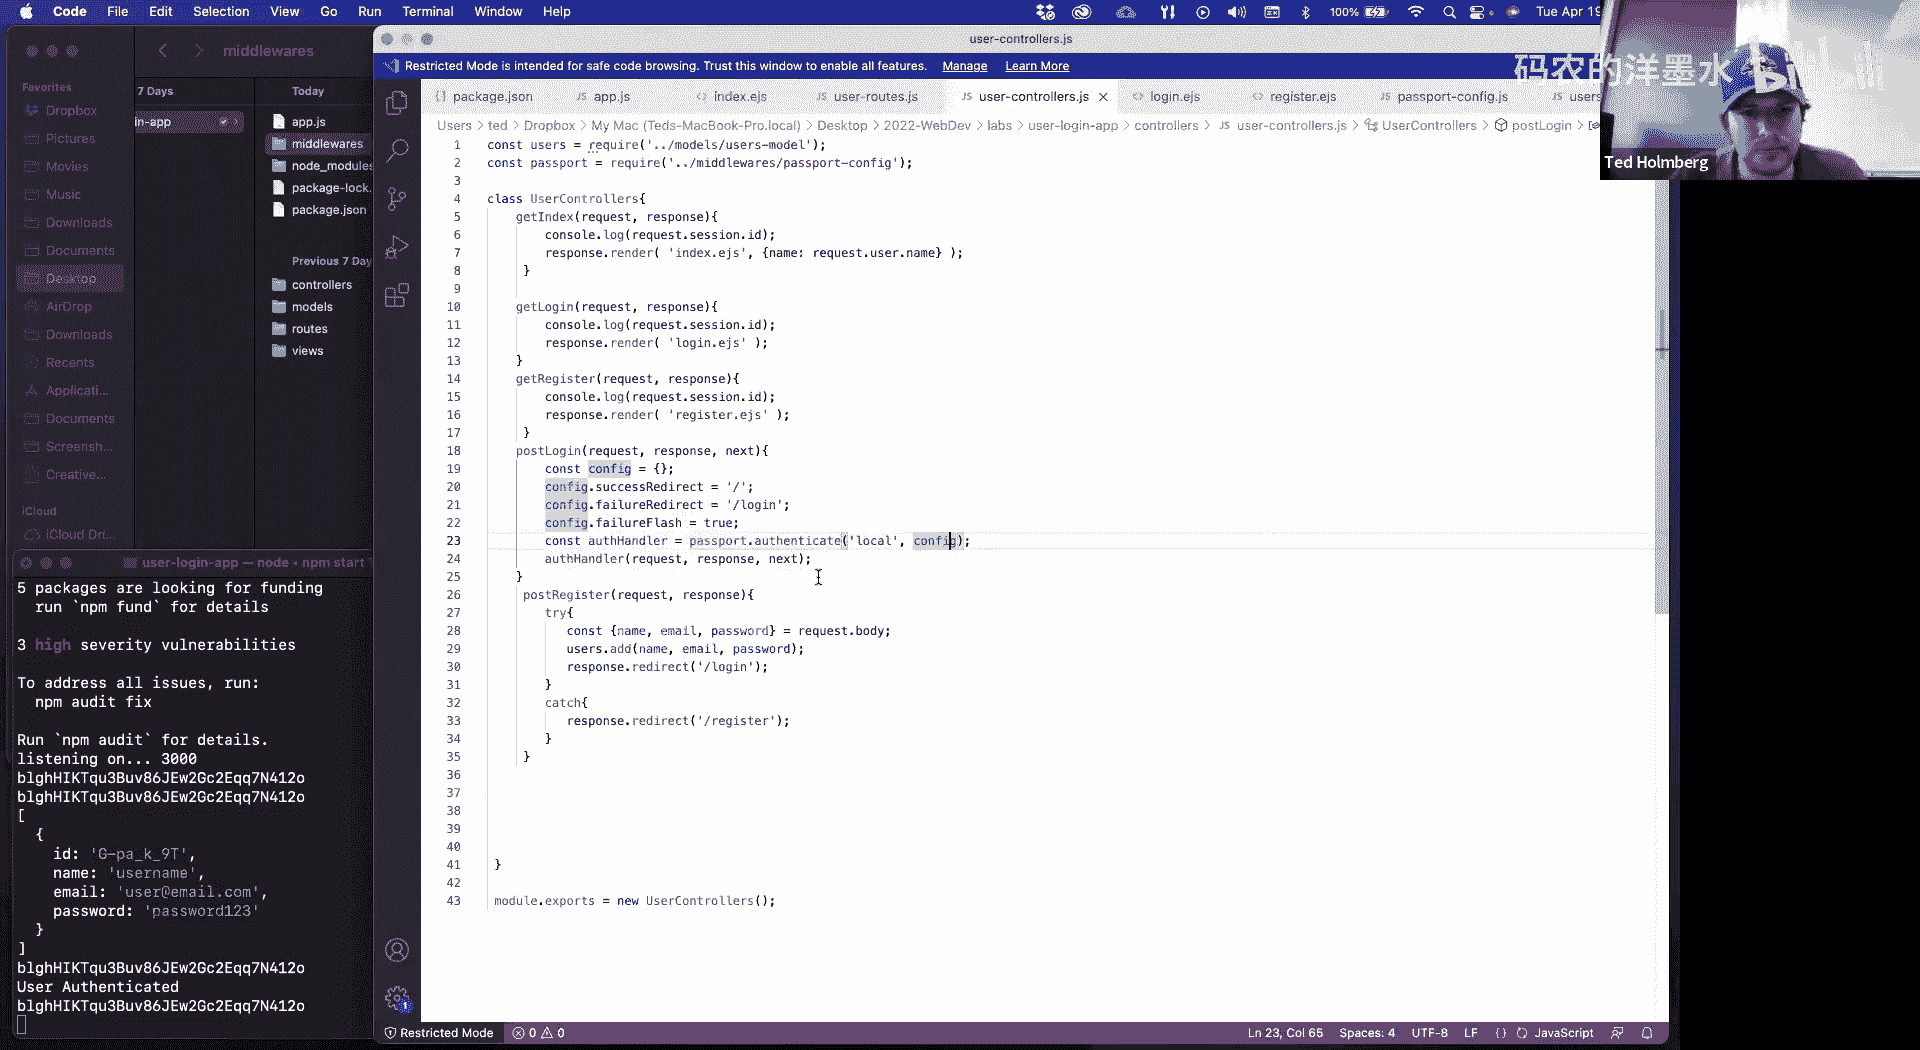 Code File Edit Selection View Go Run Terminal Window Help
100%
Tue Apr 19
middlewares
Favorites
Dropbox
Pictures
Movies
Music
Downloads
Documents
Desktop
AirDrop
Downloads
Recents
Applicati...
Documents
Screensh...
Creative...
iCloud
iCloud Dri...
7 Days
in-app
Today
app.js
middlewares
node_modules
package-lock.
package.json
Previous 7 Day
controllers
models
routes
views
user-controllers.js
Restricted Mode is intended for safe code browsing. Trust this window to enable all features. Manage Learn More
{} package.json JS app.js <> index.ejs JS user-routes.js JS user-controllers.js <> login.ejs <> register.ejs JS passport-config.js JS users
Users > ted > Dropbox > My Mac (Teds-MacBook-Pro.local) > Desktop > 2022-WebDev > labs > user-login-app > controllers > JS user-controllers.js > UserControllers > postLogin >
1 const users = require('../models/users-model');
2 const passport = require('../middlewares/passport-config');
3
4 class UserControllers{
5 getIndex(request, response){
6 console.log(request.session.id);
7 response.render( 'index.ejs', {name: request.user.name} );
8 }
9
10 getLogin(request, response){
11 console.log(request.session.id);
12 response.render( 'login.ejs' );
13 }
14 getRegister(request, response){
15 console.log(request.session.id);
16 response.render( 'register.ejs' );
17 }
18 postLogin(request, response, next){
19 const config = {};
20 config.successRedirect = '/';
21 config.failureRedirect = '/login';
22 config.failureFlash = true;
23 const authHandler = passport.authenticate('local', config);
24 authHandler(request, response, next);
25 }
26 postRegister(request, response){
27 try{
28 const {name, email, password} = request.body;
29 users.add(name, email, password);
30 response.redirect('/login');
31 }
32 catch{
33 response.redirect('/register');
34 }
35 }
36
37
38
39
40
41 }
42
43 module.exports = new UserControllers();
码农的洋墨水
Ted Holmberg
user-login-app — node ◂ npm start
5 packages are looking for funding
run `npm fund` for details
3 high severity vulnerabilities
To address all issues, run:
npm audit fix
Run `npm audit` for details.
listening on... 3000
blghHIKTqu3Buv86JEw2Gc2Eqq7N412o
blghHIKTqu3Buv86JEw2Gc2Eqq7N412o
[
{
id: 'G-pa_k_9T',
name: 'username',
email: 'user@email.com',
password: 'password123'
}
]
blghHIKTqu3Buv86JEw2Gc2Eqq7N412o
User Authenticated
blghHIKTqu3Buv86JEw2Gc2Eqq7N412o
1
Restricted Mode 0 0 Ln 23, Col 65 Spaces: 4 UTF-8 LF {} JavaScript